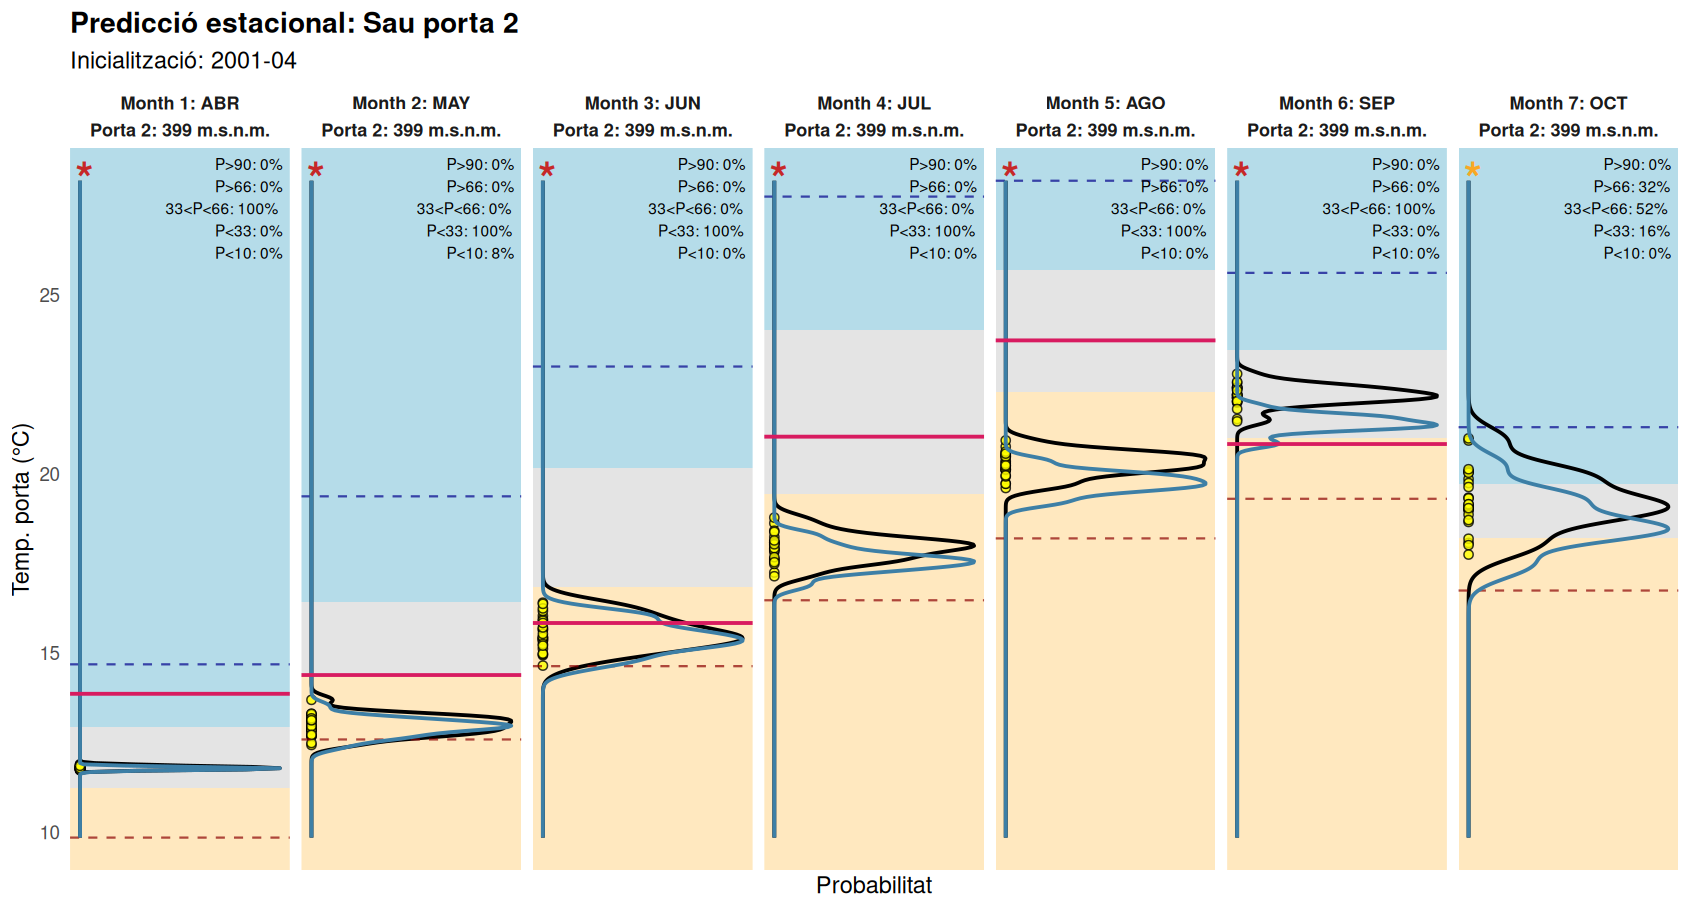 Predicció estacional: Sau porta 2
Inicialització: 2001-04
Month 1: ABR
Porta 2: 399 m.s.n.m.
Month 2: MAY
Porta 2: 399 m.s.n.m.
Month 3: JUN
Porta 2: 399 m.s.n.m.
Month 4: JUL
Porta 2: 399 m.s.n.m.
Month 5: AGO
Porta 2: 399 m.s.n.m.
Month 6: SEP
Porta 2: 399 m.s.n.m.
Month 7: OCT
Porta 2: 399 m.s.n.m.
*
P>90: 0%
P>66: 0%
33<P<66: 100%
P<33: 0%
P<10: 0%
*
P>90: 0%
P>66: 0%
33<P<66: 0%
P<33: 100%
P<10: 8%
*
P>90: 0%
P>66: 0%
33<P<66: 0%
P<33: 100%
P<10: 0%
*
P>90: 0%
P>66: 0%
33<P<66: 0%
P<33: 100%
P<10: 0%
*
P>90: 0%
P>66: 0%
33<P<66: 0%
P<33: 100%
P<10: 0%
*
P>90: 0%
P>66: 0%
33<P<66: 100%
P<33: 0%
P<10: 0%
*
P>90: 0%
P>66: 32%
33<P<66: 52%
P<33: 16%
P<10: 0%
25
20
15
10
Temp. porta (°C)
Probabilitat